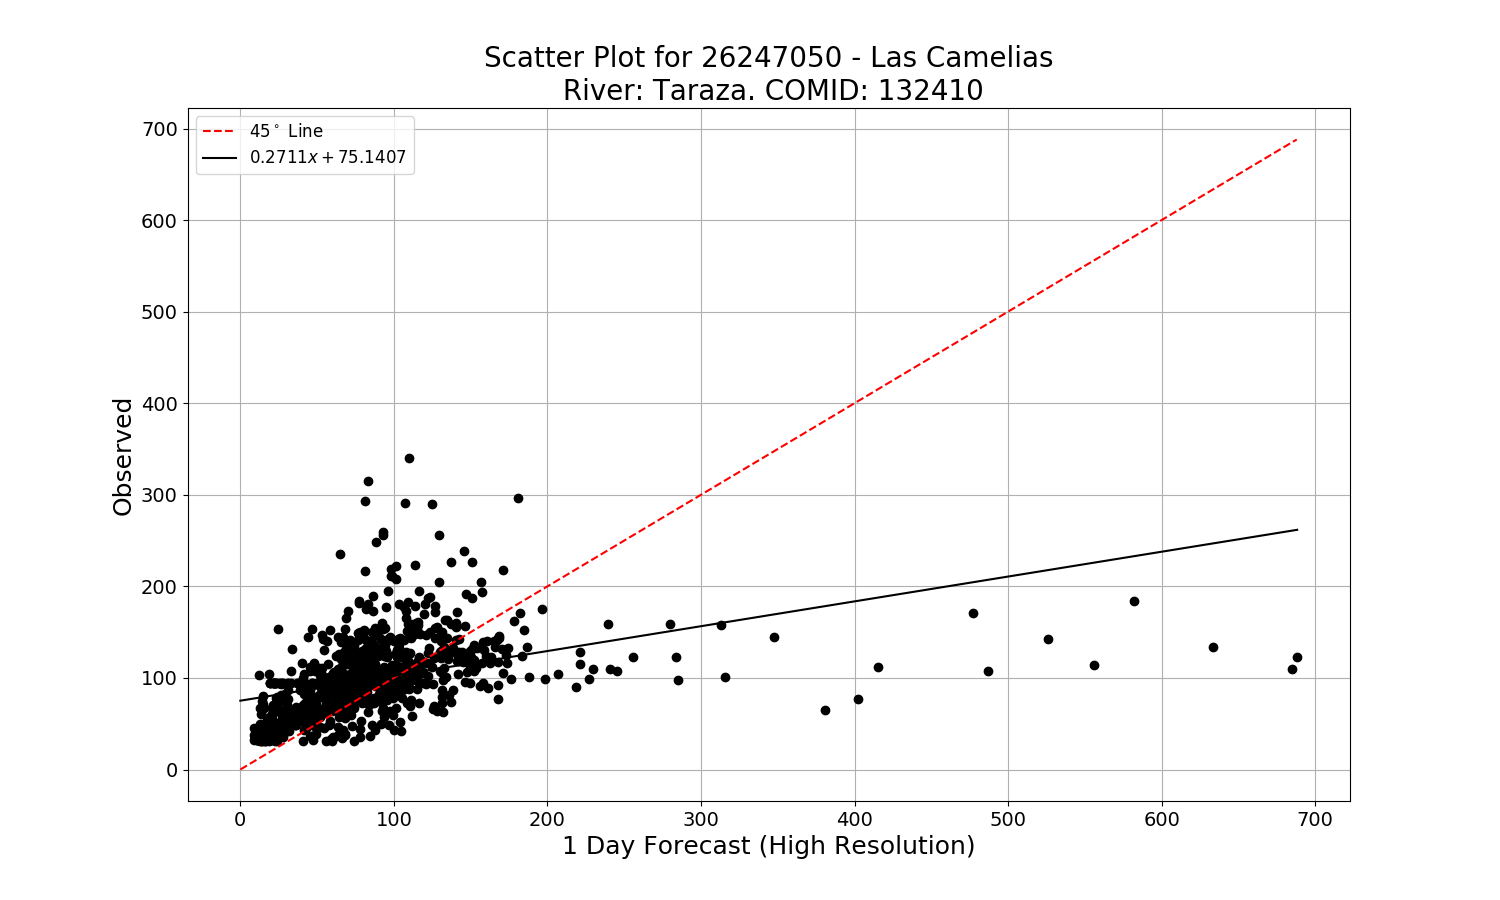 Scatter Plot for 26247050 - Las Camelias
River: Taraza. COMID: 132410
45° Line
0.2711x + 75.1407
700
600
500
400
300
200
100
0
Observed
0 100 200 300 400 500 600 700
1 Day Forecast (High Resolution)